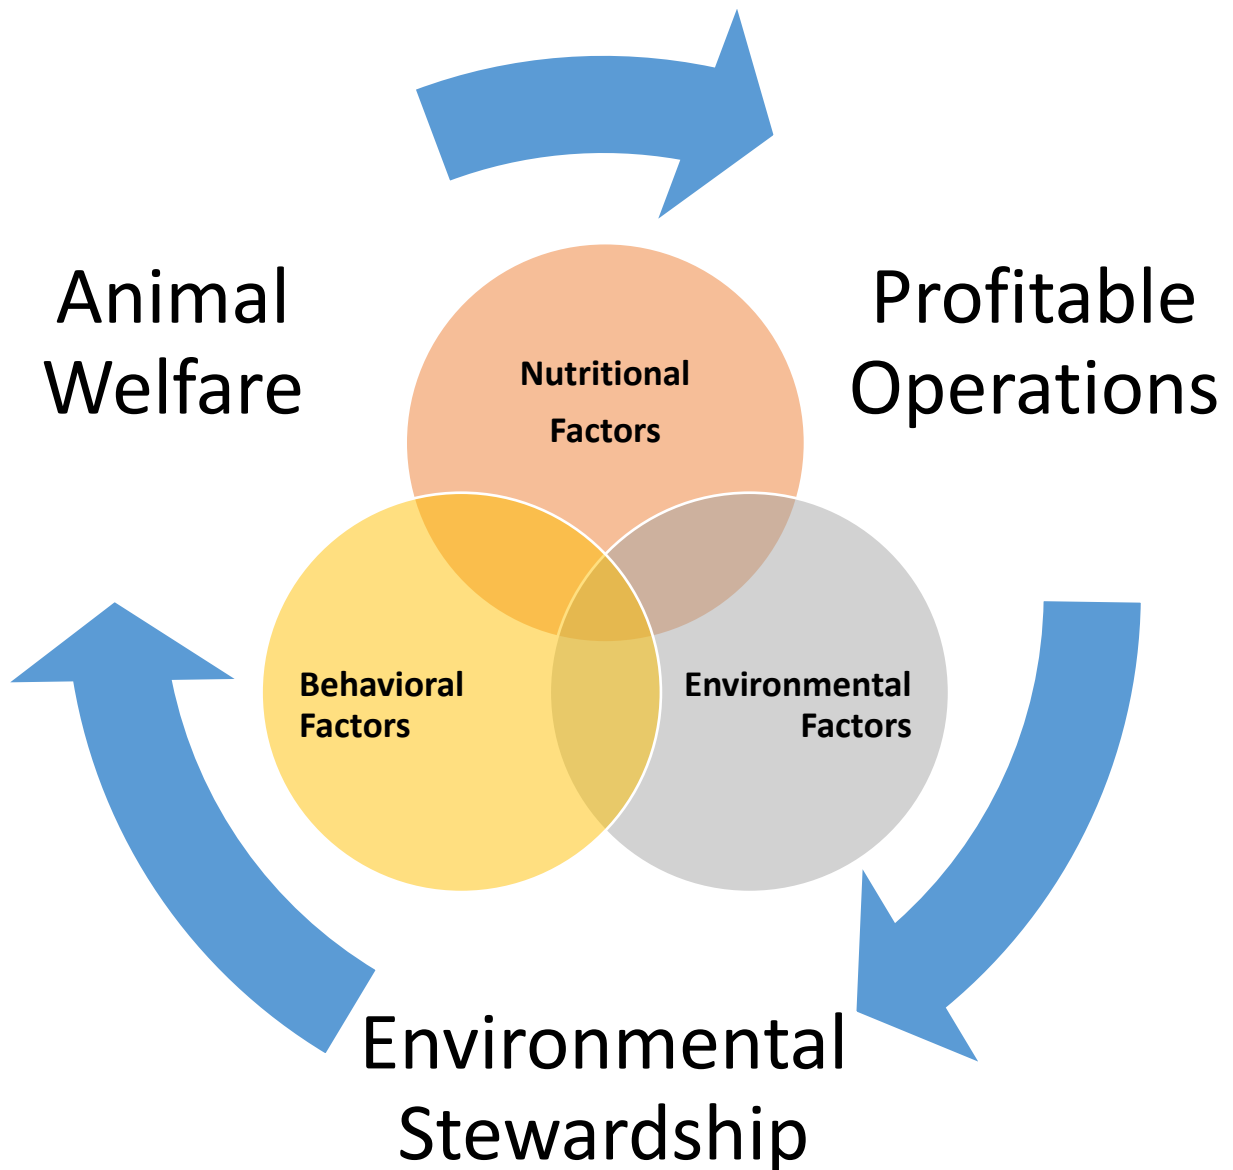 Animal
Welfare
Profitable
Operations
Nutritional
Factors
Behavioral
Factors
Environmental
Factors
Environmental
Stewardship